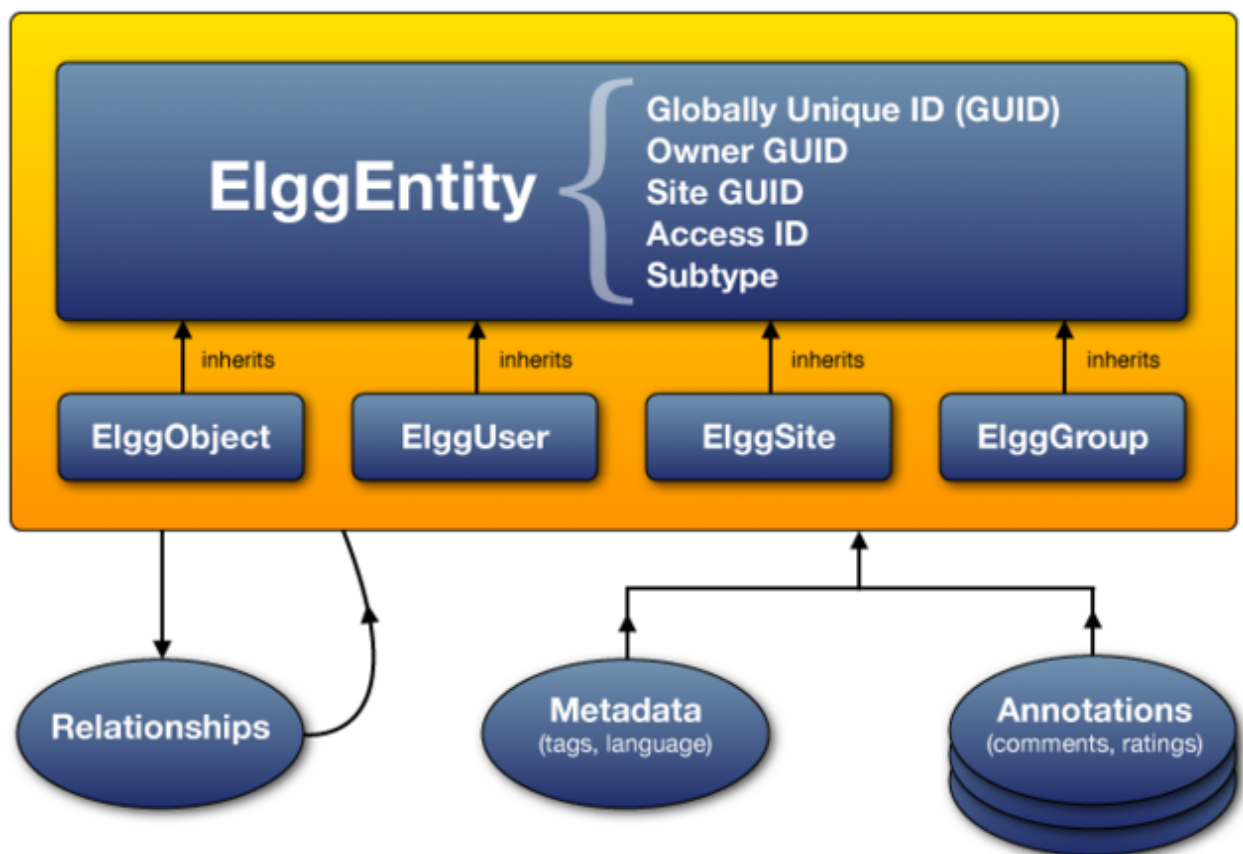 ElggEntity
Globally Unique ID (GUID)
Owner GUID
Site GUID
Access ID
Subtype
inherits
inherits
inherits
inherits
ElggObject
ElggUser
ElggSite
ElggGroup
Relationships
Metadata
(tags, language)
Annotations
(comments, ratings)